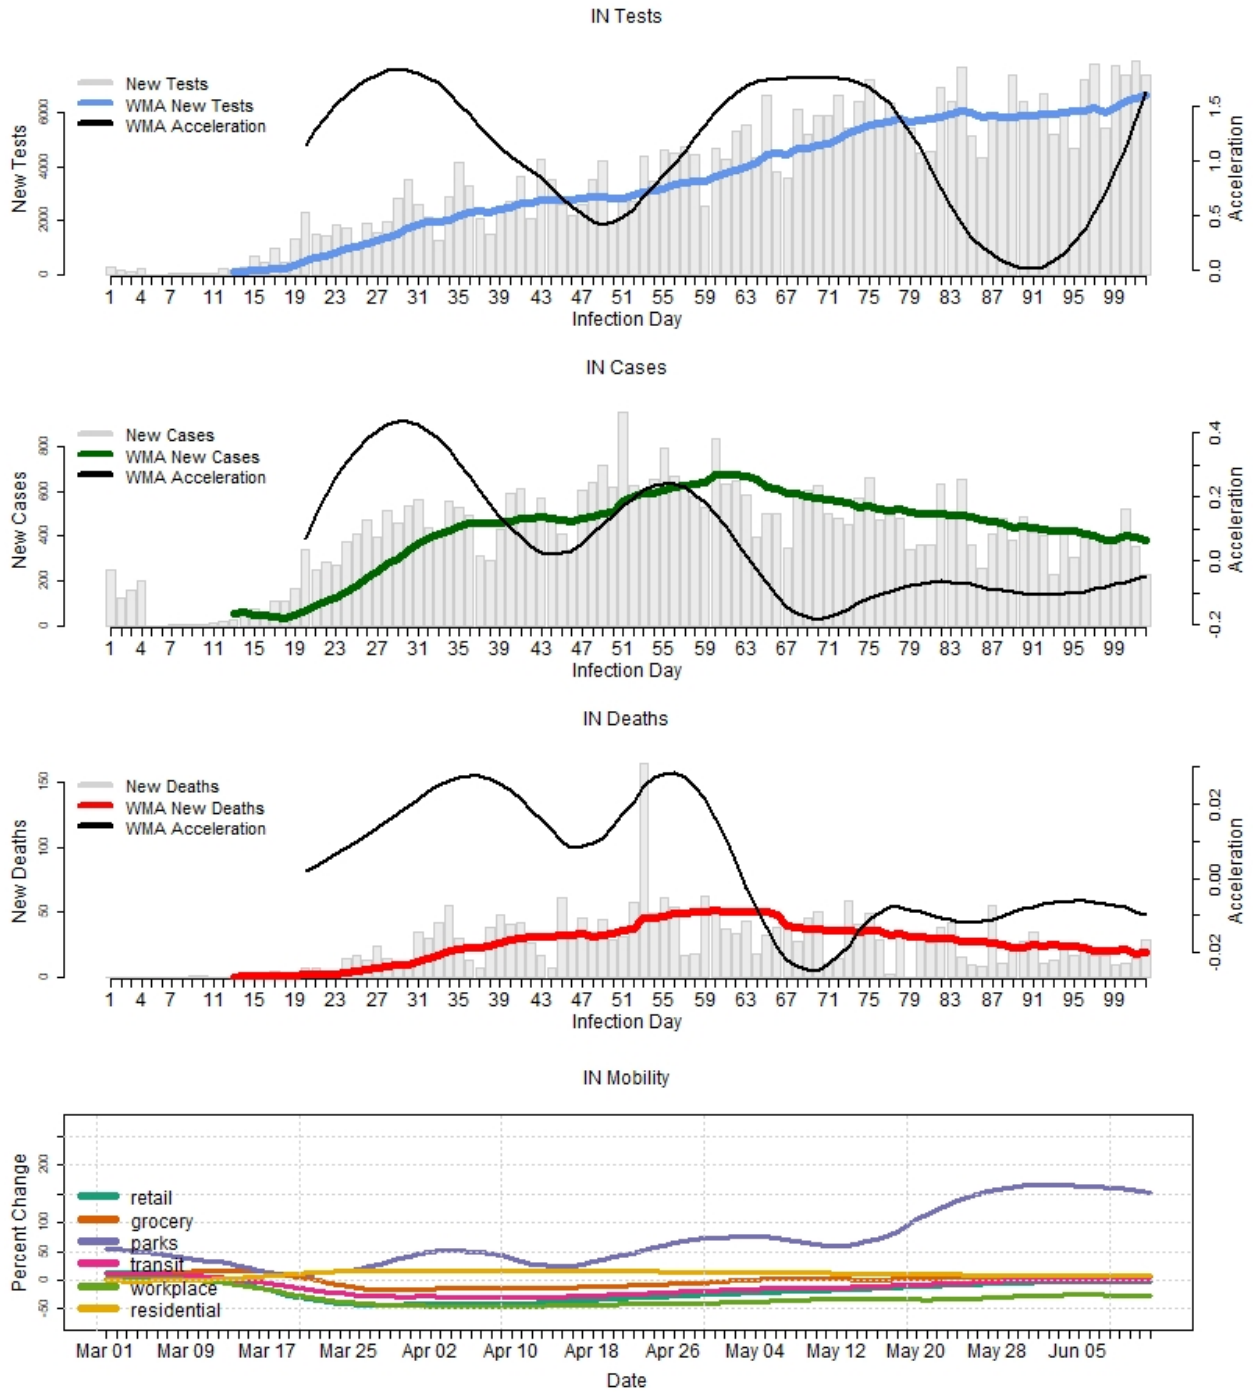 IN Tests
New Tests
WMA New Tests
WMA Acceleration
New Tests
0 2000 4000 6000
Acceleration
0.0 0.5 1.0 1.5
1 4 7 11 15 19 23 27 31 35 39 43 47 51 55 59 63 67 71 75 79 83 87 91 95 99
Infection Day
IN Cases
New Cases
WMA New Cases
WMA Acceleration
New Cases
0 200 400 600 800
Acceleration
-0.2 0.0 0.2 0.4
1 4 7 11 15 19 23 27 31 35 39 43 47 51 55 59 63 67 71 75 79 83 87 91 95 99
Infection Day
IN Deaths
New Deaths
WMA New Deaths
WMA Acceleration
New Deaths
0 50 100 150
Acceleration
-0.02 0.00 0.02
1 4 7 11 15 19 23 27 31 35 39 43 47 51 55 59 63 67 71 75 79 83 87 91 95 99
Infection Day
IN Mobility
retail
grocery
parks
transit
workplace
residential
Percent Change
-50 0 50 100 200
Mar 01 Mar 09 Mar 17 Mar 25 Apr 02 Apr 10 Apr 18 Apr 26 May 04 May 12 May 20 May 28 Jun 05
Date